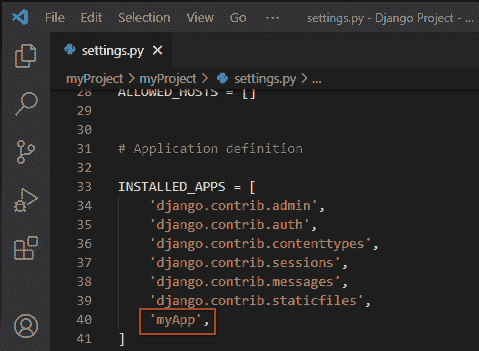 File Edit Selection View Go ... settings.py - Django Project - ...
settings.py
myProject > myProject > settings.py > ...
28 ALLOWED_HOSTS = []
29
30
31 # Application definition
32
33 INSTALLED_APPS = [
34 'django.contrib.admin',
35 'django.contrib.auth',
36 'django.contrib.contenttypes',
37 'django.contrib.sessions',
38 'django.contrib.messages',
39 'django.contrib.staticfiles',
40 'myApp',
41 ]